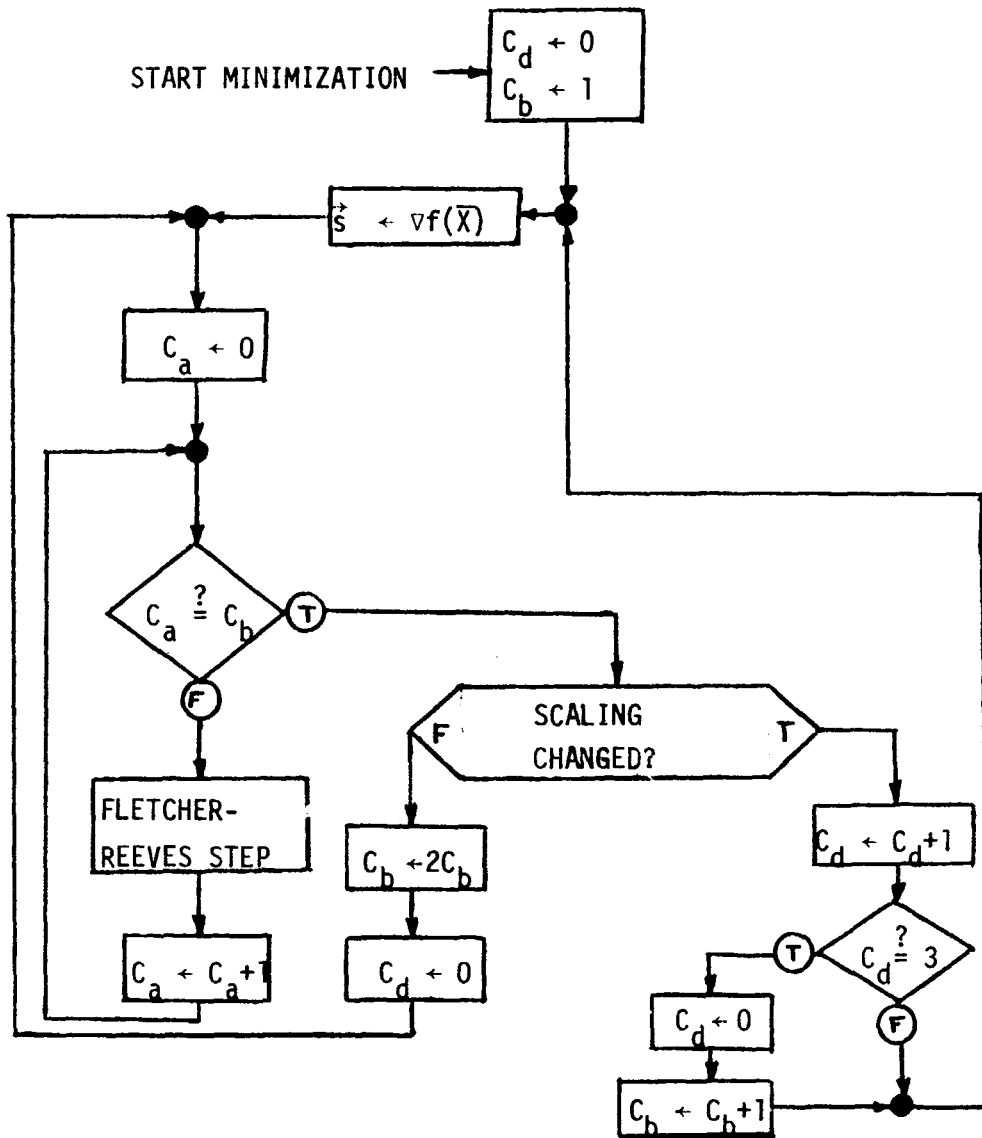 C_d ← 0
C_b ← 1
START MINIMIZATION
s⃗ ← ∇f(X̅)
C_a ← 0
C_a ≟ C_b
T
F
FLETCHER-
REEVES STEP
C_a ← C_a+1
SCALING
CHANGED?
F
T
C_b ←2C_b
C_d ← 0
C_d ← C_d+1
C_d ≟ 3
T
F
C_d ← 0
C_b ← C_b+1